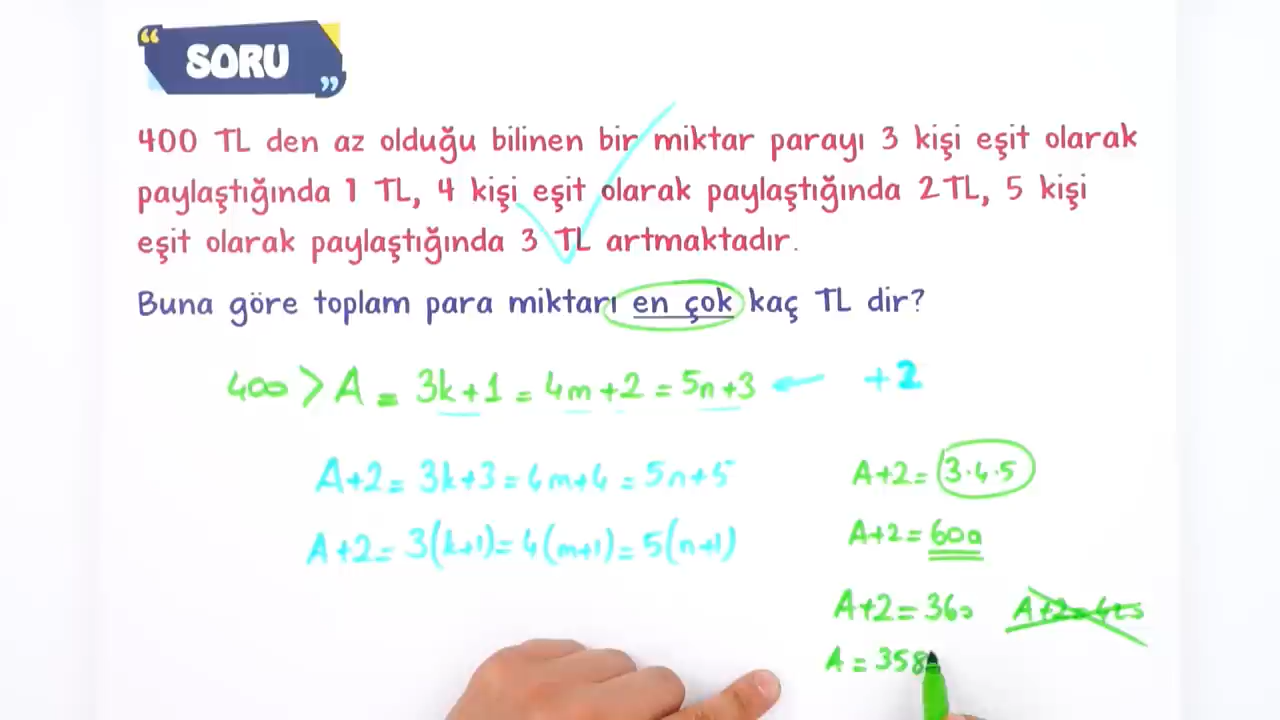 “ SORU ”
400 TL den az olduğu bilinen bir miktar parayı 3 kişi eşit olarak
paylaştığında 1 TL, 4 kişi eşit olarak paylaştığında 2TL, 5 kişi
eşit olarak paylaştığında 3 TL artmaktadır.
Buna göre toplam para miktarı en çok kaç TL dir?
400 > A = 3k+1 = 4m+2 = 5n+3 ← +2
A+2 = 3k+3 = 4m+4 = 5n+5
A+2 = 3(k+1) = 4(m+1) = 5(n+1)
A+2 = 3·4·5
A+2 = 60a
A+2 = 360
A = 358